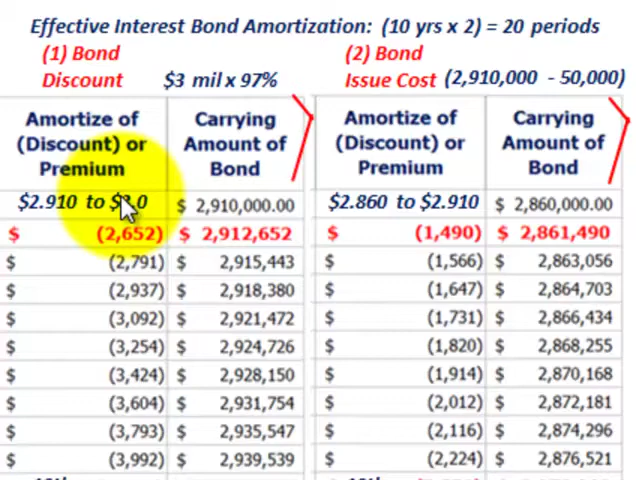 Effective Interest Bond Amortization: (10 yrs x 2) = 20 periods
(1) Bond Discount $3 mil x 97% (2) Bond Issue Cost (2,910,000 - 50,000)
Amortize of (Discount) or Premium Carrying Amount of Bond Amortize of (Discount) or Premium Carrying Amount of Bond
$2.910 to $ .0 $ 2,910,000.00 $2.860 to $2.910 $ 2,860,000.00
$ (2,652) $ 2,912,652 $ (1,490) $ 2,861,490
$ (2,791) $ 2,915,443 $ (1,566) $ 2,863,056
$ (2,937) $ 2,918,380 $ (1,647) $ 2,864,703
$ (3,092) $ 2,921,472 $ (1,731) $ 2,866,434
$ (3,254) $ 2,924,726 $ (1,820) $ 2,868,255
$ (3,424) $ 2,928,150 $ (1,914) $ 2,870,168
$ (3,604) $ 2,931,754 $ (2,012) $ 2,872,181
$ (3,793) $ 2,935,547 $ (2,116) $ 2,874,296
$ (3,992) $ 2,939,539 $ (2,224) $ 2,876,521